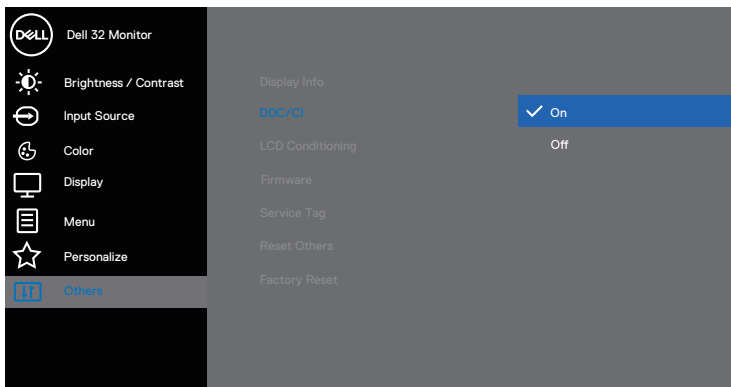 DELL
Dell 32 Monitor
Brightness / Contrast
Input Source
Color
Display
Menu
Personalize
Others
Display Info
DDC/CI
LCD Conditioning
Firmware
Service Tag
Reset Others
Factory Reset
On
Off